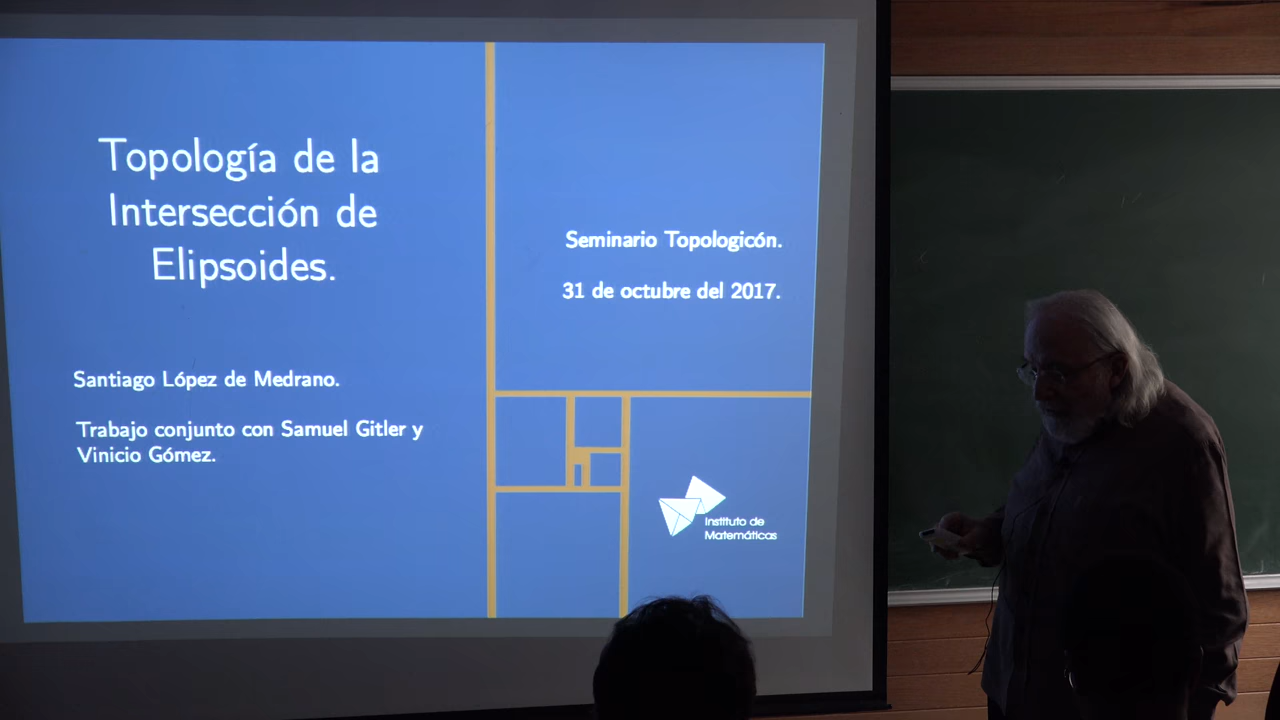 Topología de la
Intersección de
Elipsoides.
Santiago López de Medrano.
Trabajo conjunto con Samuel Gitler y
Vinicio Gómez.
Seminario Topologicón.
31 de octubre del 2017.
Instituto de
Matemáticas